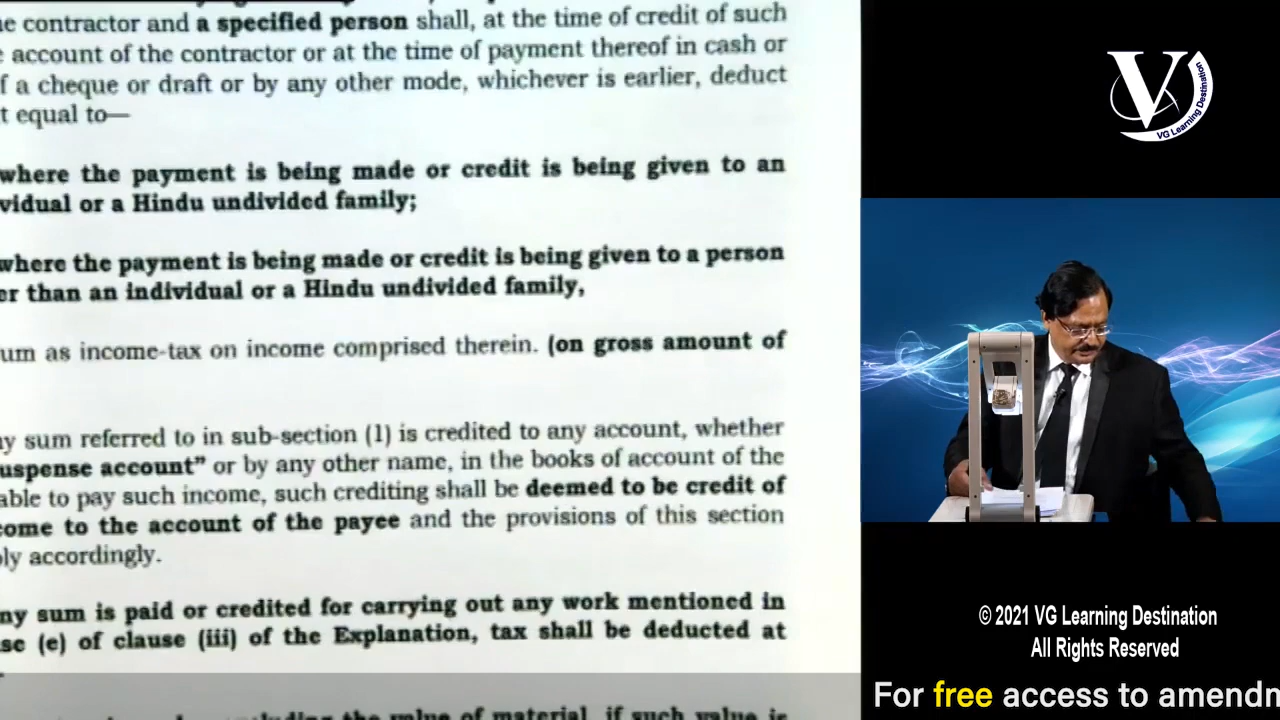 contractor and a specified person shall, at the time of credit of such
account of the contractor or at the time of payment thereof in cash or
a cheque or draft or by any other mode, whichever is earlier, deduct
equal to—
where the payment is being made or credit is being given to an
vidual or a Hindu undivided family;
where the payment is being made or credit is being given to a person
er than an individual or a Hindu undivided family,
um as income-tax on income comprised therein. (on gross amount of
y sum referred to in sub-section (1) is credited to any account, whether
uspense account” or by any other name, in the books of account of the
able to pay such income, such crediting shall be deemed to be credit of
come to the account of the payee and the provisions of this section
ly accordingly.
ny sum is paid or credited for carrying out any work mentioned in
se (e) of clause (iii) of the Explanation, tax shall be deducted at
the value of material, if such value is
V
VG Learning Destination
© 2021 VG Learning Destination
All Rights Reserved
For free access to amendm